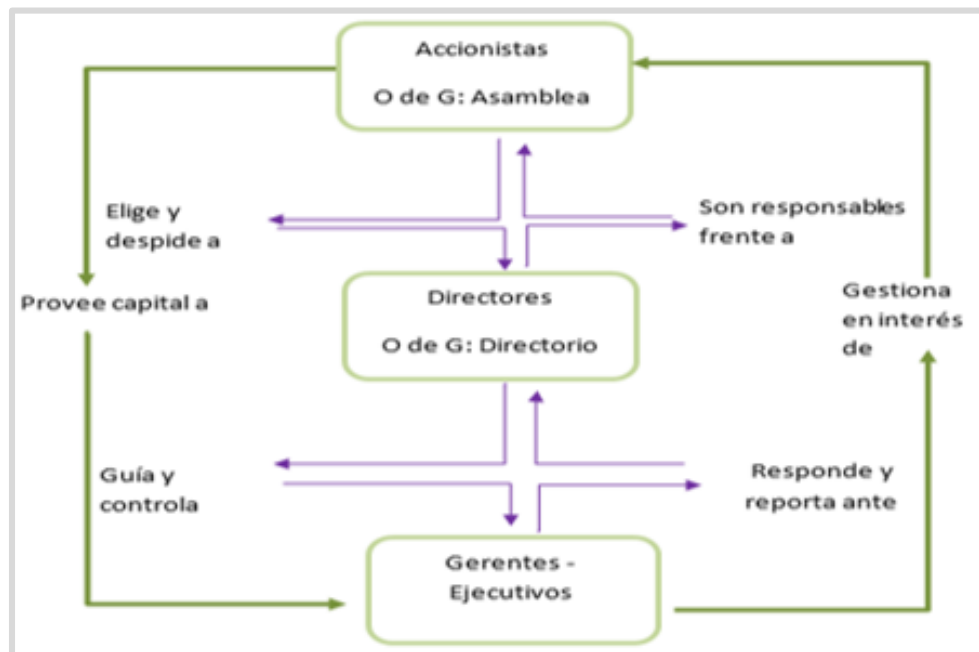 Accionistas
O de G: Asamblea
Elige y
despide a
Son responsables
frente a
Provee capital a
Directores
O de G: Directorio
Gestiona
en interés
de
Guía y
controla
Responde y
reporta ante
Gerentes -
Ejecutivos